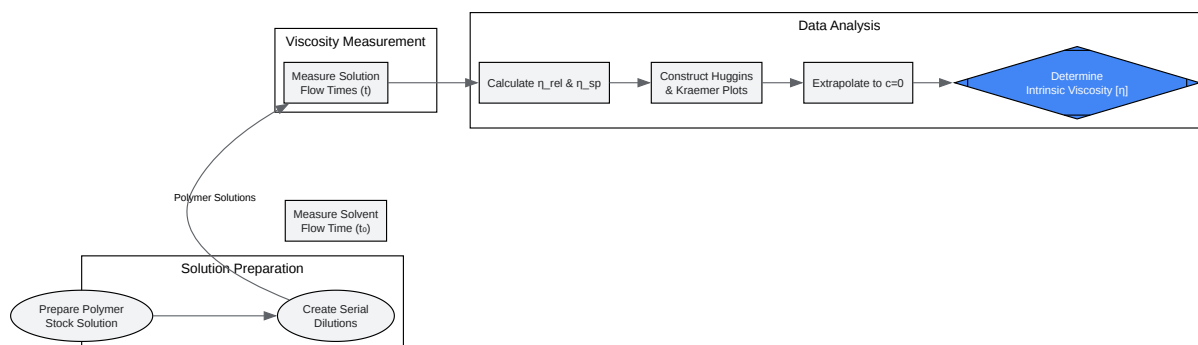 Data Analysis
Viscosity Measurement
Measure Solution
Flow Times (t)
Calculate η_rel & η_sp
Construct Huggins
& Kraemer Plots
Extrapolate to c=0
Determine
Intrinsic Viscosity [η]
Polymer Solutions
Measure Solvent
Flow Time (t₀)
Solution Preparation
Prepare Polymer
Stock Solution
Create Serial
Dilutions